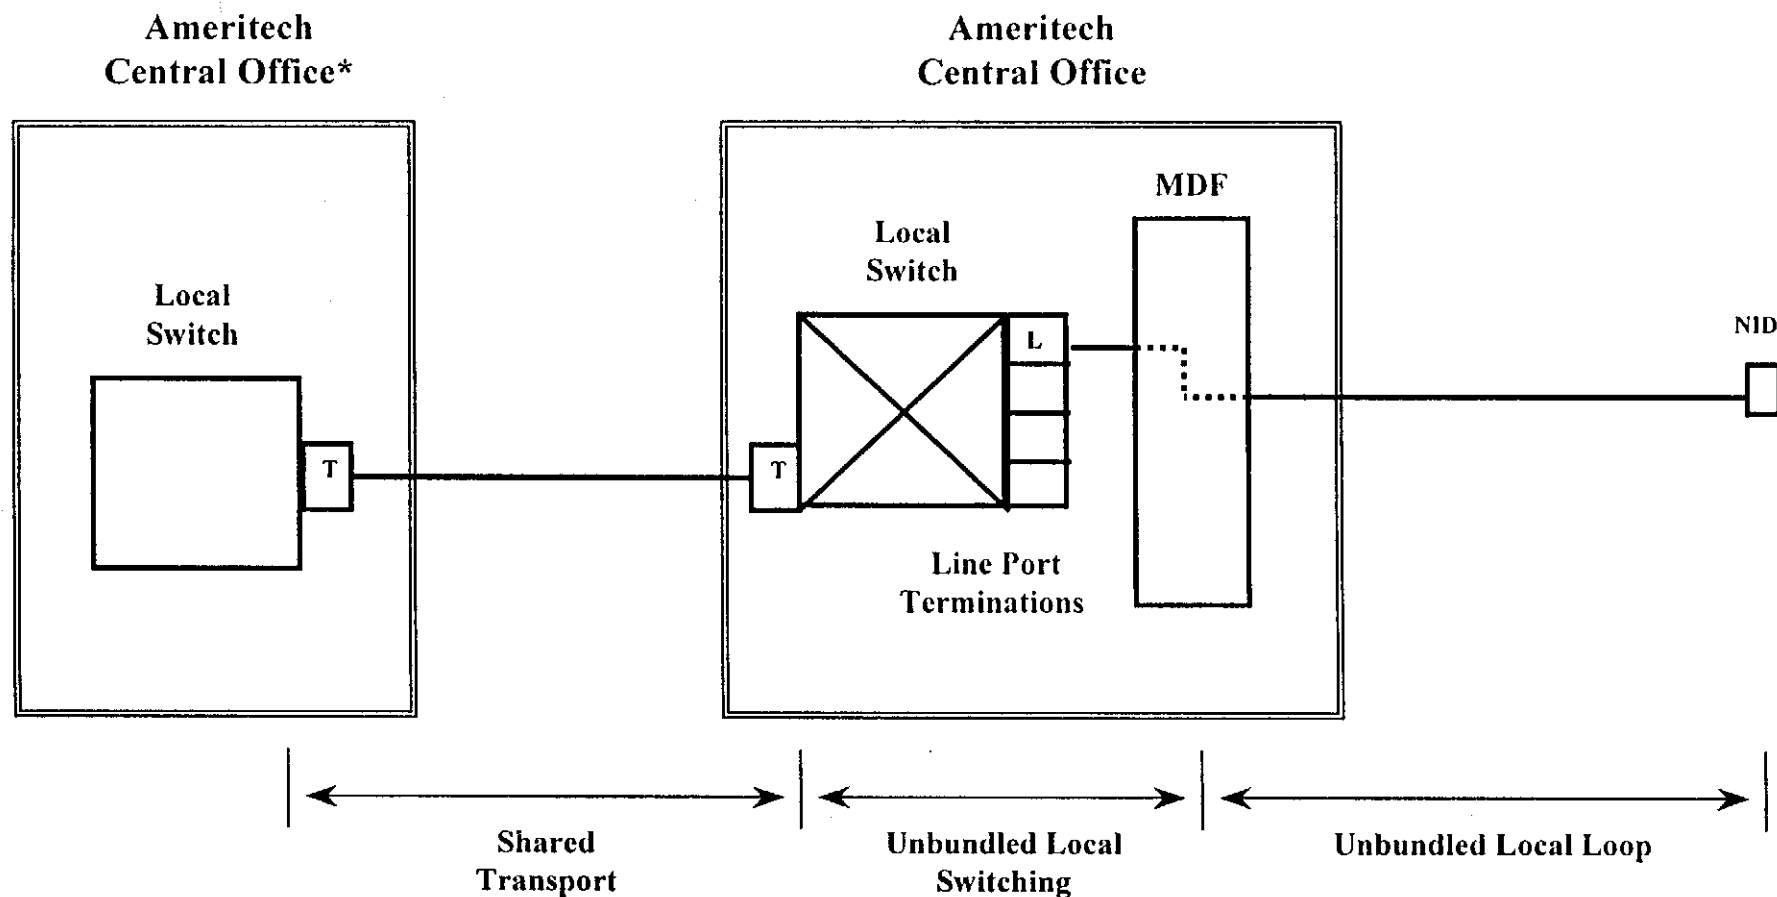 Ameritech
Central Office*
Ameritech
Central Office
MDF
Local
Switch
Local
Switch
L
NID
T
T
Line Port
Terminations
Shared
Transport
Unbundled Local
Switching
Unbundled Local Loop